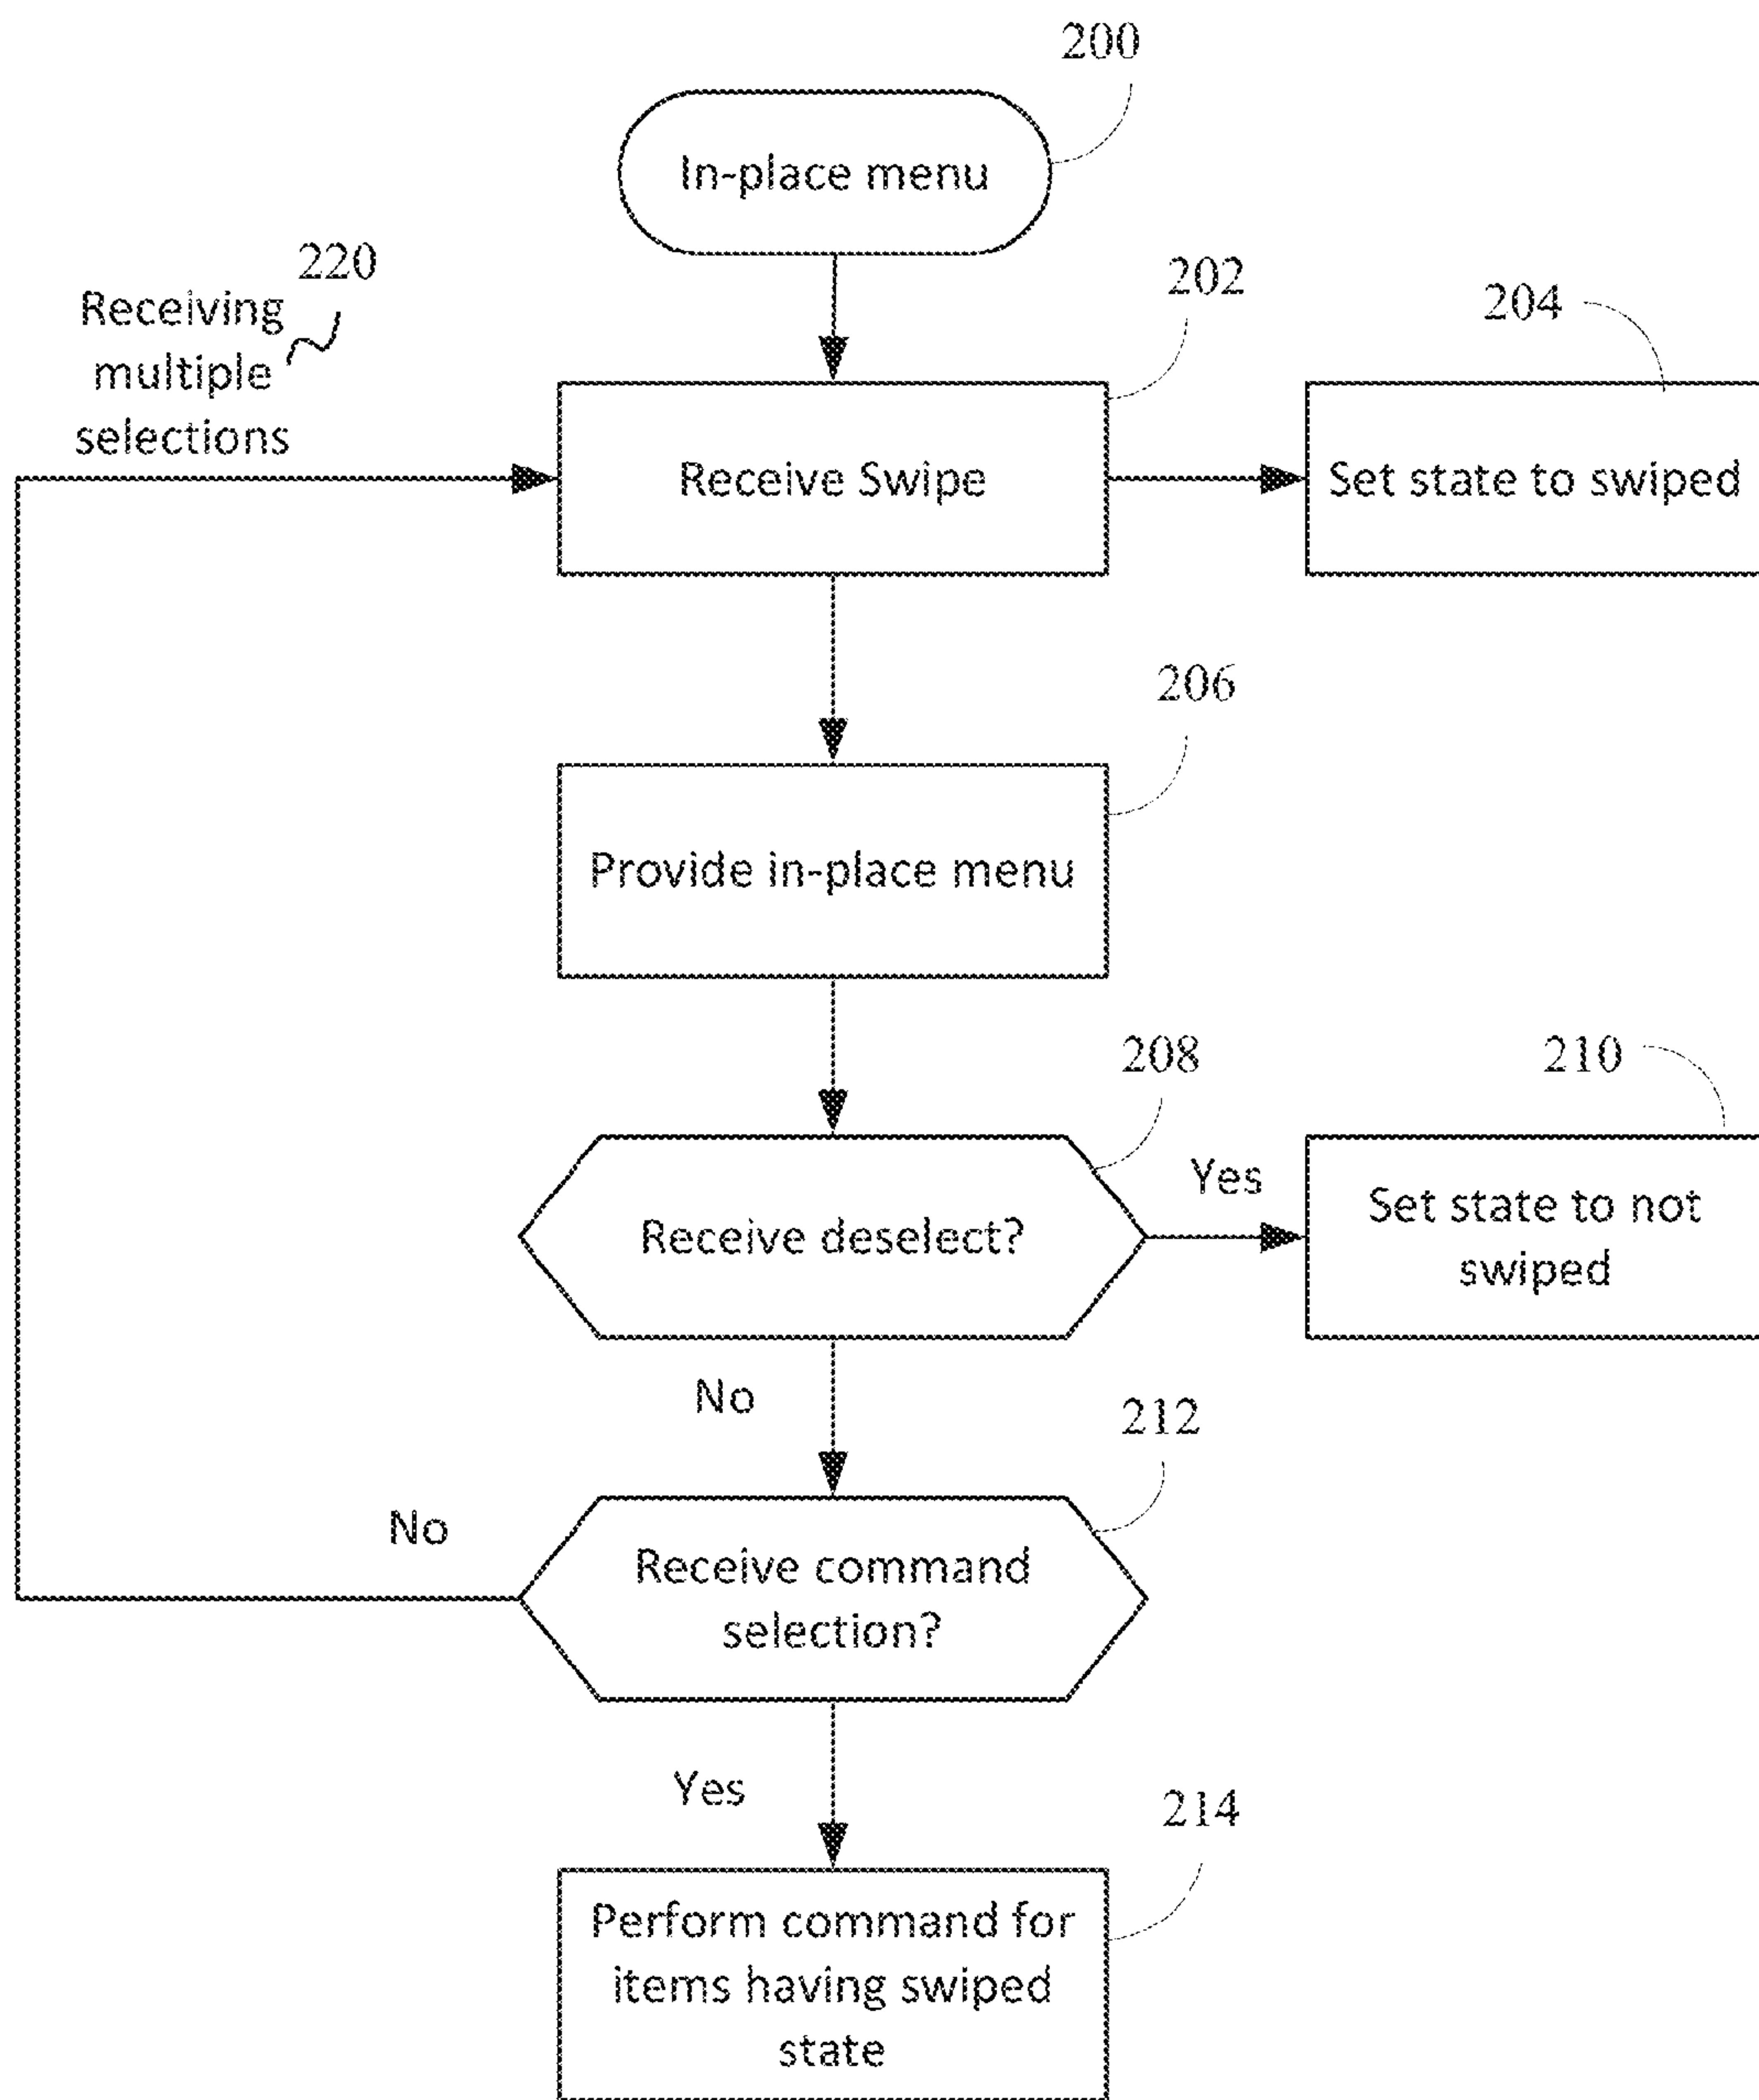 200
In-place menu
220
Receiving
multiple
selections
202
204
Receive Swipe
Set state to swiped
206
Provide in-place menu
208
210
Yes
Receive deselect?
Set state to not
swiped
No
212
No
Receive command
selection?
Yes
214
Perform command for
items having swiped
state